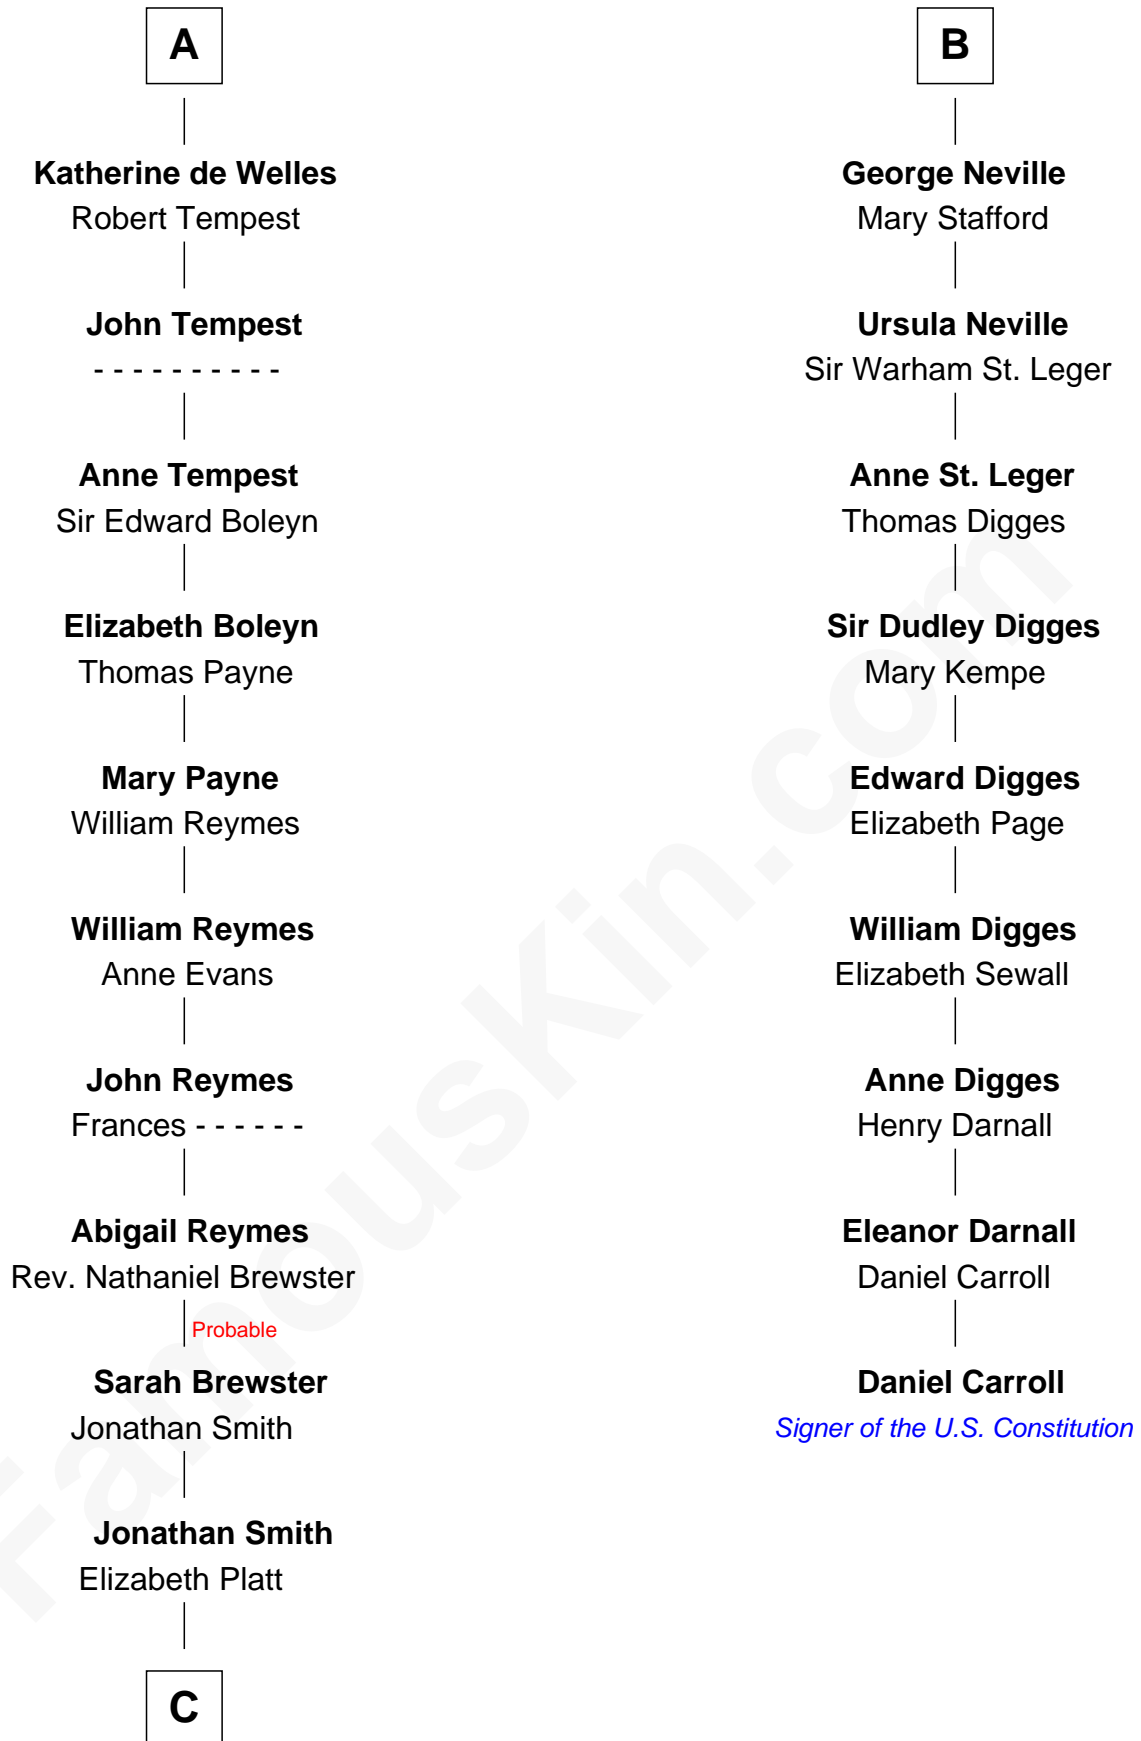 A
Katherine de Welles
Robert Tempest
John Tempest
- - - - - - - - - -
Anne Tempest
Sir Edward Boleyn
Elizabeth Boleyn
Thomas Payne
Mary Payne
William Reymes
William Reymes
Anne Evans
John Reymes
Frances - - - - - -
Abigail Reymes
Rev. Nathaniel Brewster
Probable
Sarah Brewster
Jonathan Smith
Jonathan Smith
Elizabeth Platt
C
B
George Neville
Mary Stafford
Ursula Neville
Sir Warham St. Leger
Anne St. Leger
Thomas Digges
Sir Dudley Digges
Mary Kempe
Edward Digges
Elizabeth Page
William Digges
Elizabeth Sewall
Anne Digges
Henry Darnall
Eleanor Darnall
Daniel Carroll
Daniel Carroll
Signer of the U.S. Constitution
FamousKin.com